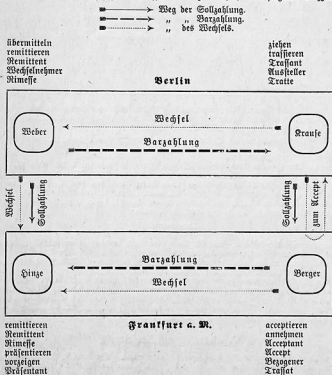 Weg der Sollzahlung.
„ „ Barzahlung.
„ des Wechsels.
übermitteln
remittieren
Remittent
Wechselnehmer
Rimesse
ziehen
trassieren
Trassant
Aussteller
Tratte
Berlin
Weber
Wechsel
Barzahlung
Krause
Wechsel
Sollzahlung
Sollzahlung
zum Accept
Hinze
Barzahlung
Wechsel
Berger
Frankfurt a. M.
remittieren
Remittent
Rimesse
präsentieren
vorzeigen
Präsentant
acceptieren
annehmen
Acceptant
Accept
Bezogener
Trassat